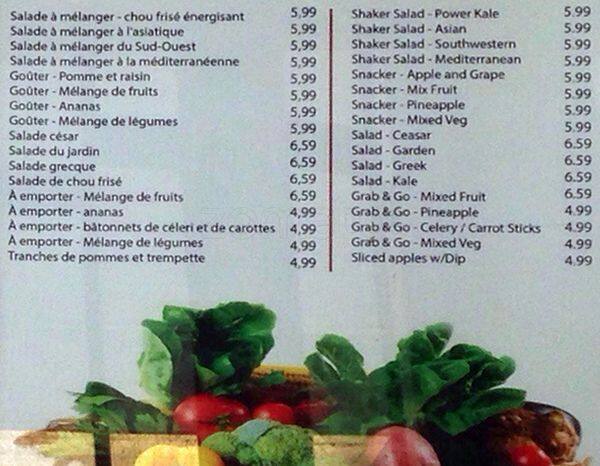 Salade à mélanger - chou frisé énergisant
Salade à mélanger à l'asiatique
Salade à mélanger du Sud-Ouest
Salade à mélanger à la méditerranéenne
Goûter - Pomme et raisin
Goûter - Mélange de fruits
Goûter - Ananas
Goûter - Mélange de légumes
Salade césar
Salade du jardin
Salade grecque
Salade de chou frisé
À emporter - Mélange de fruits
À emporter - ananas
À emporter - bâtonnets de céleri et de carottes
À emporter - Mélange de légumes
Tranches de pommes et trempette
5,99
5,99
5,99
5,99
5,99
5,99
5,99
5,99
6,59
6,59
6,59
6,59
4,99
4,99
4,99
4,99
Shaker Salad - Power Kale
Shaker Salad - Asian
Shaker Salad - Southwestern
Shaker Salad - Mediterranean
Snacker - Apple and Grape
Snacker - Mix Fruit
Snacker - Pineapple
Snacker - Mixed Veg
Salad - Ceasar
Salad - Garden
Salad - Greek
Salad - Kale
Grab & Go - Mixed Fruit
Grab & Go - Pineapple
Grab & Go - Celery / Carrot Sticks
Grab & Go - Mixed Veg
Sliced apples w/Dip
5.99
5.99
5.99
5.99
5.99
5.99
5.99
5.99
6.59
6.59
6.59
6.59
4.99
4.99
4.99
4.99